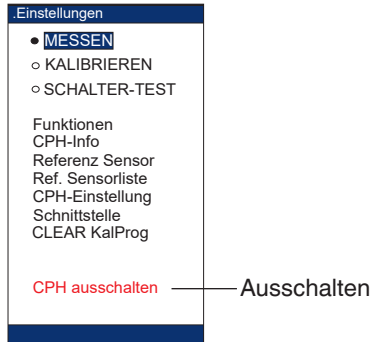 .Einstellungen
MESSEN
KALIBRIEREN
SCHALTER-TEST
Funktionen
CPH-Info
Referenz Sensor
Ref. Sensorliste
CPH-Einstellung
Schnittstelle
CLEAR KalProg
CPH ausschalten
Ausschalten